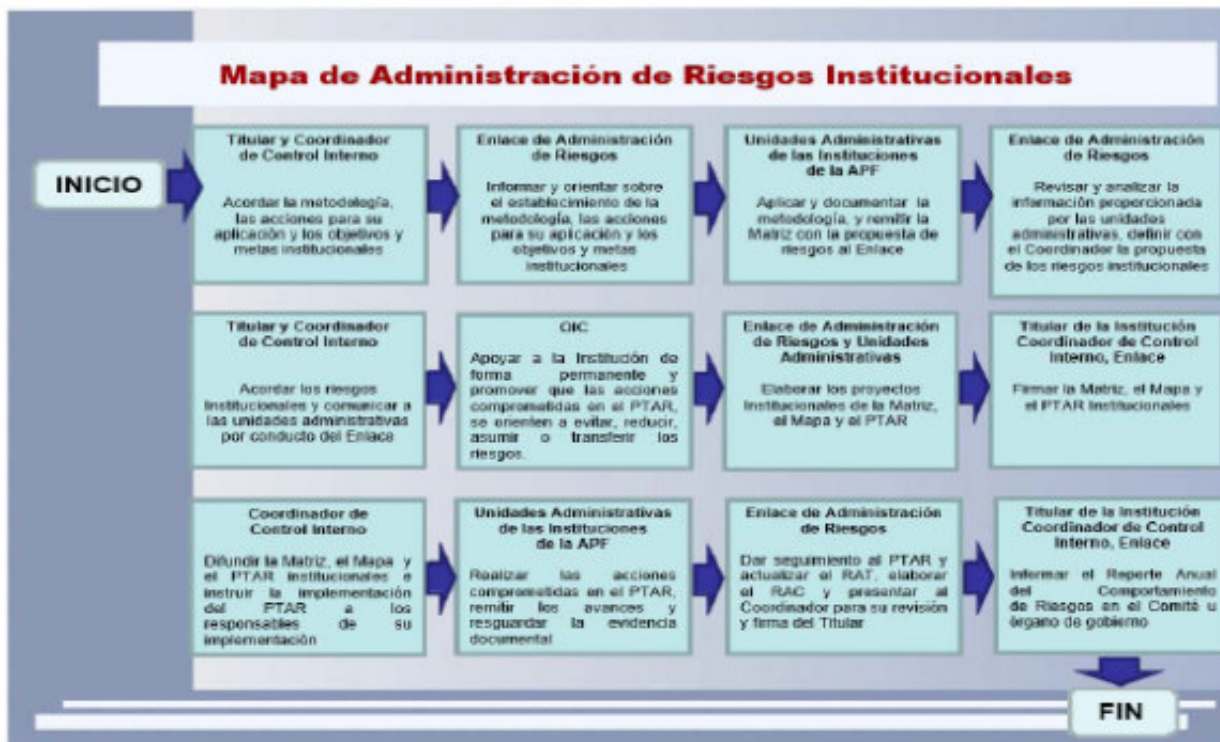 Mapa de Administración de Riesgos Institucionales
INICIO
Titular y Coordinador
de Control Interno
Acordar la metodología,
las acciones para su
aplicación y los objetivos y
metas institucionales
Enlace de Administración
de Riesgos
Informar y orientar sobre
el establecimiento de
la metodología, las acciones
para su aplicación y los
objetivos y metas
institucionales
Unidades Administrativas
de las Instituciones
de la APF
Aplicar y documentar la
metodología, y remitir la
Matriz con la propuesta de
riesgos al Enlace
Enlace de Administración
de Riesgos
Revisar y analizar la
información proporcionada
por las unidades
administrativas, definir con
el Coordinador la propuesta
de los riesgos institucionales
Titular y Coordinador
de Control Interno
Acordar los riesgos
Institucionales y comunicar a
las unidades administrativas
por conducto del Enlace
OIC
Apoyar a la Institución de
forma permanente y
promover que las acciones
comprometidas en el PTAR,
se orienten a evitar, reducir,
asumir o transferir los
riesgos.
Enlace de Administración
de Riesgos y Unidades
Administrativas
Elaborar los proyectos
Institucionales de la Matriz,
el Mapa y el PTAR
Titular de la Institución
Coordinador de Control
Interno, Enlace
Firmar la Matriz, el Mapa y
el PTAR Institucionales
Coordinador de
Control Interno
Difundir la Matriz, el Mapa y
el PTAR institucionales e
instruir la implementación
del PTAR a los
responsables de su
implementación
Unidades Administrativas
de las Instituciones
de la APF
Realizar las acciones
comprometidas en el PTAR,
remitir los avances y
resguardar la evidencia
documental
Enlace de Administración
de Riesgos
Dar seguimiento al PTAR y
actualizar el RAT, elaborar
el RAC y presentar al
Coordinador para su revisión
y firma del Titular
Titular de la Institución
Coordinador de Control
Interno, Enlace
Informar el Reporte Anual
del Comportamiento
de Riesgos en el Comité u
órgano de gobierno
FIN